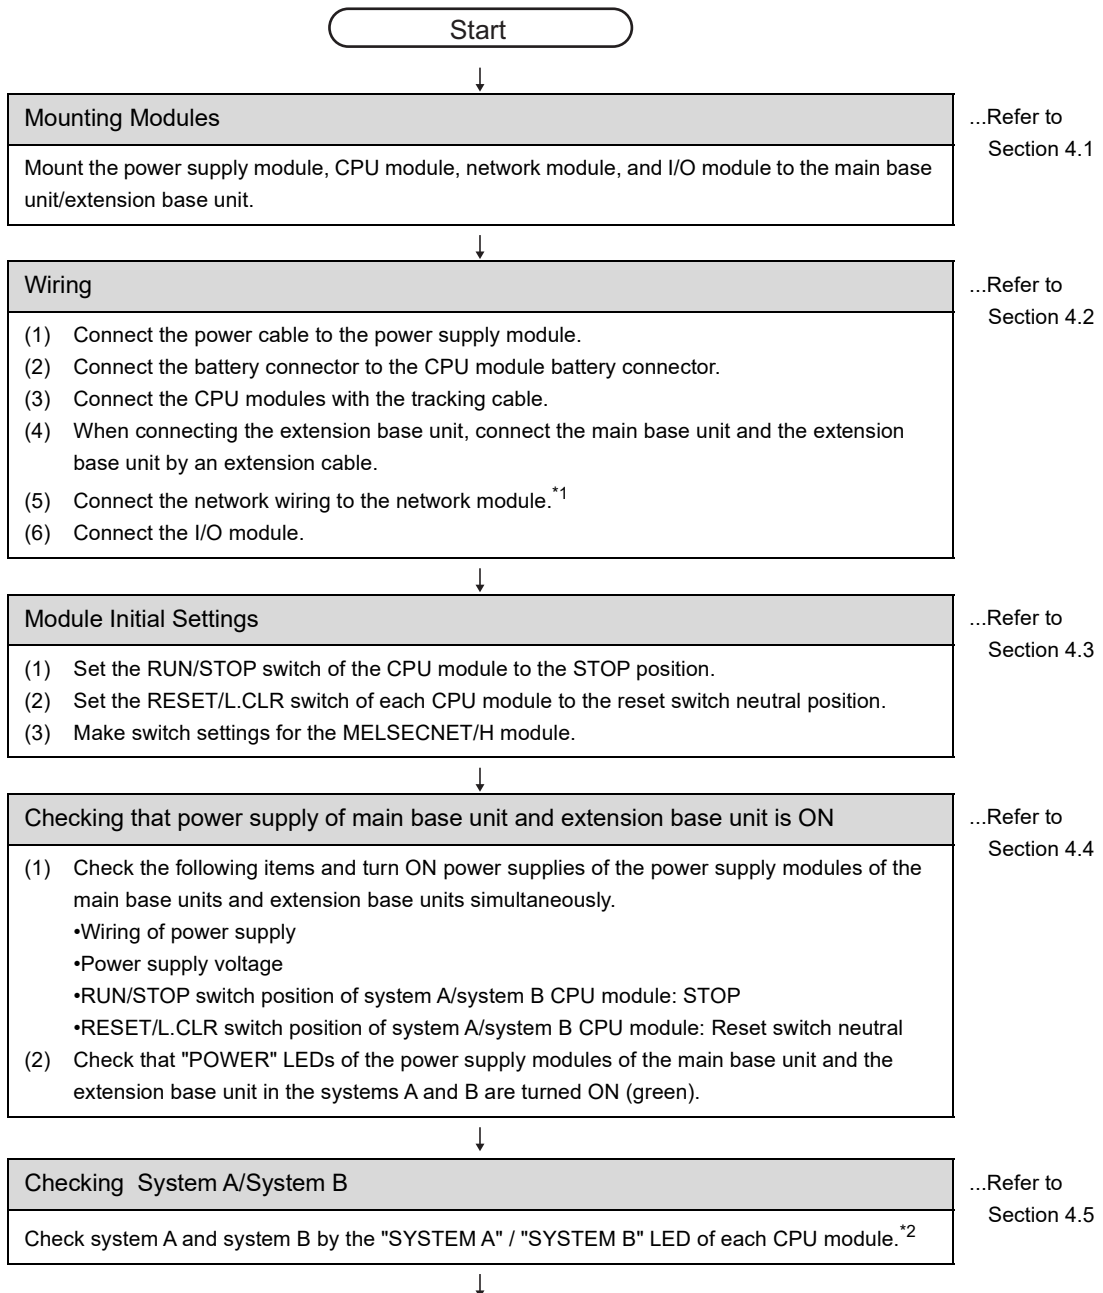 Start
Mounting Modules
...Refer to
Section 4.1
Mount the power supply module, CPU module, network module, and I/O module to the main base
unit/extension base unit.
Wiring
...Refer to
Section 4.2
(1) Connect the power cable to the power supply module.
(2) Connect the battery connector to the CPU module battery connector.
(3) Connect the CPU modules with the tracking cable.
(4) When connecting the extension base unit, connect the main base unit and the extension
base unit by an extension cable.
(5) Connect the network wiring to the network module.*1
(6) Connect the I/O module.
Module Initial Settings
...Refer to
Section 4.3
(1) Set the RUN/STOP switch of the CPU module to the STOP position.
(2) Set the RESET/L.CLR switch of each CPU module to the reset switch neutral position.
(3) Make switch settings for the MELSECNET/H module.
Checking that power supply of main base unit and extension base unit is ON
...Refer to
Section 4.4
(1) Check the following items and turn ON power supplies of the power supply modules of the
main base units and extension base units simultaneously.
•Wiring of power supply
•Power supply voltage
•RUN/STOP switch position of system A/system B CPU module: STOP
•RESET/L.CLR switch position of system A/system B CPU module: Reset switch neutral
(2) Check that "POWER" LEDs of the power supply modules of the main base unit and the
extension base unit in the systems A and B are turned ON (green).
Checking System A/System B
...Refer to
Section 4.5
Check system A and system B by the "SYSTEM A" / "SYSTEM B" LED of each CPU module.*2